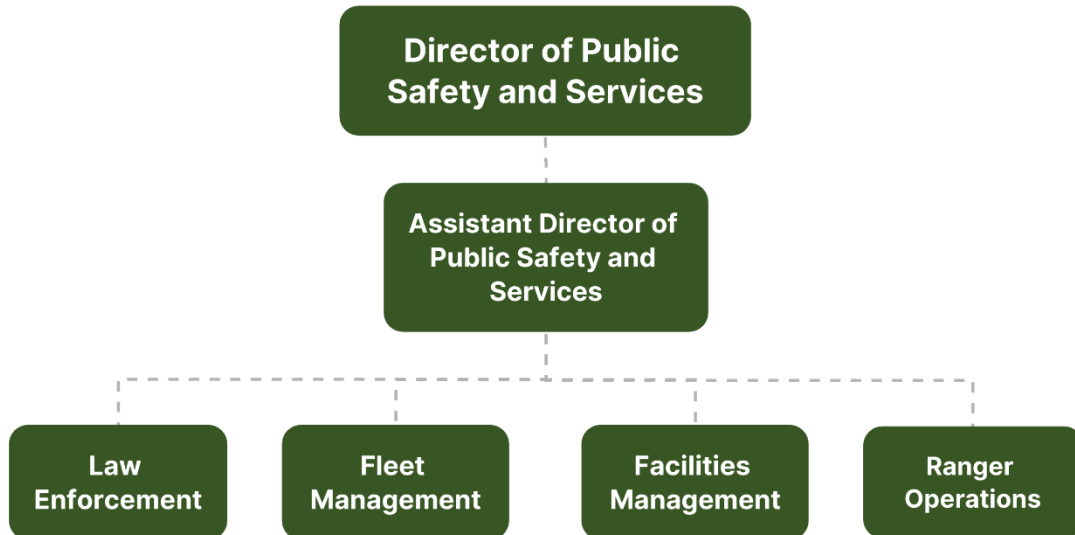 Director of Public
Safety and Services
Assistant Director of
Public Safety and
Services
Law
Enforcement
Fleet
Management
Facilities
Management
Ranger
Operations